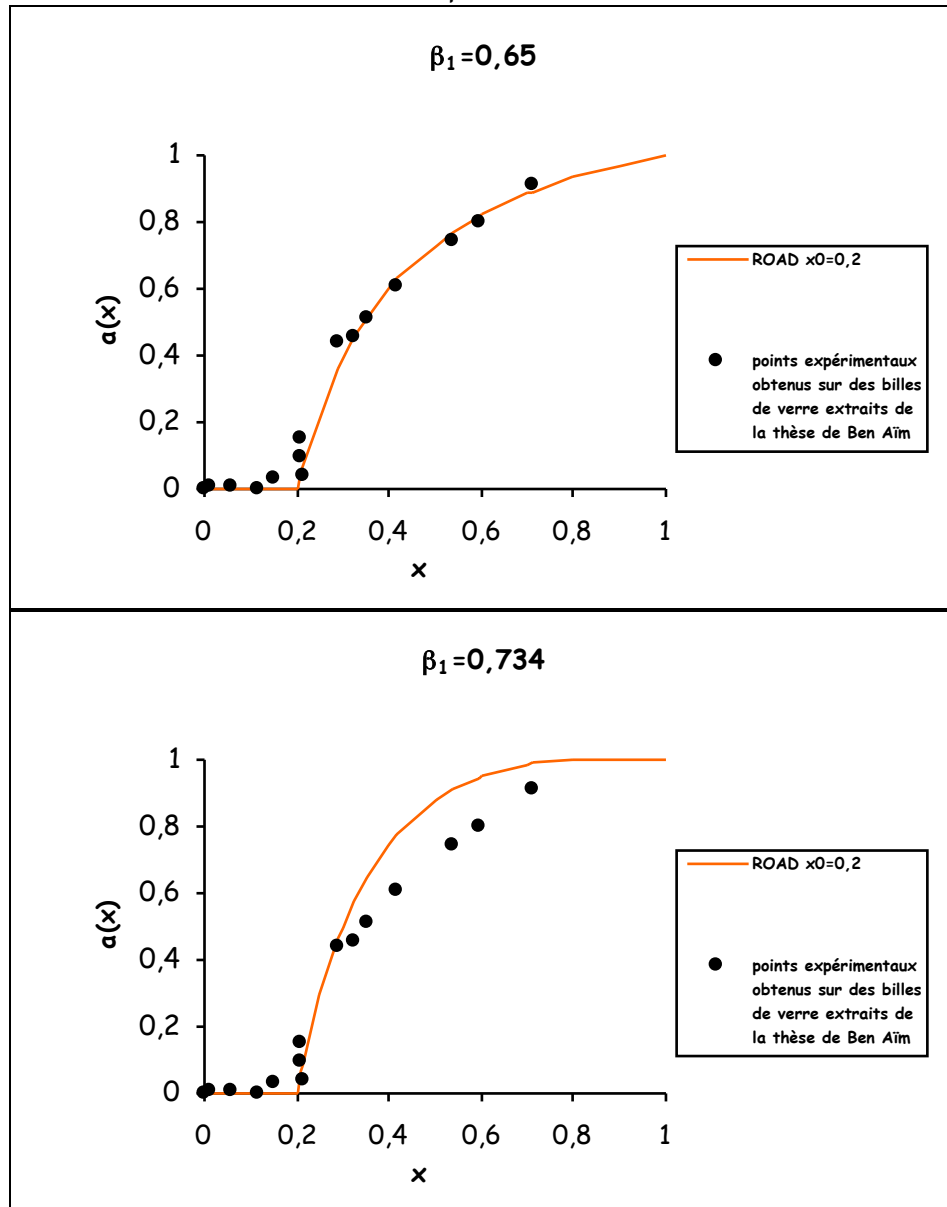 β1=0,65
1
0,8
0,6
0,4
0,2
0
a(x)
0 0,2 0,4 0,6 0,8 1
x
ROAD x0=0,2
points expérimentaux
obtenus sur des billes
de verre extraits de
la thèse de Ben Aïm
β1=0,734
1
0,8
0,6
0,4
0,2
0
a(x)
0 0,2 0,4 0,6 0,8 1
x
ROAD x0=0,2
points expérimentaux
obtenus sur des billes
de verre extraits de
la thèse de Ben Aïm